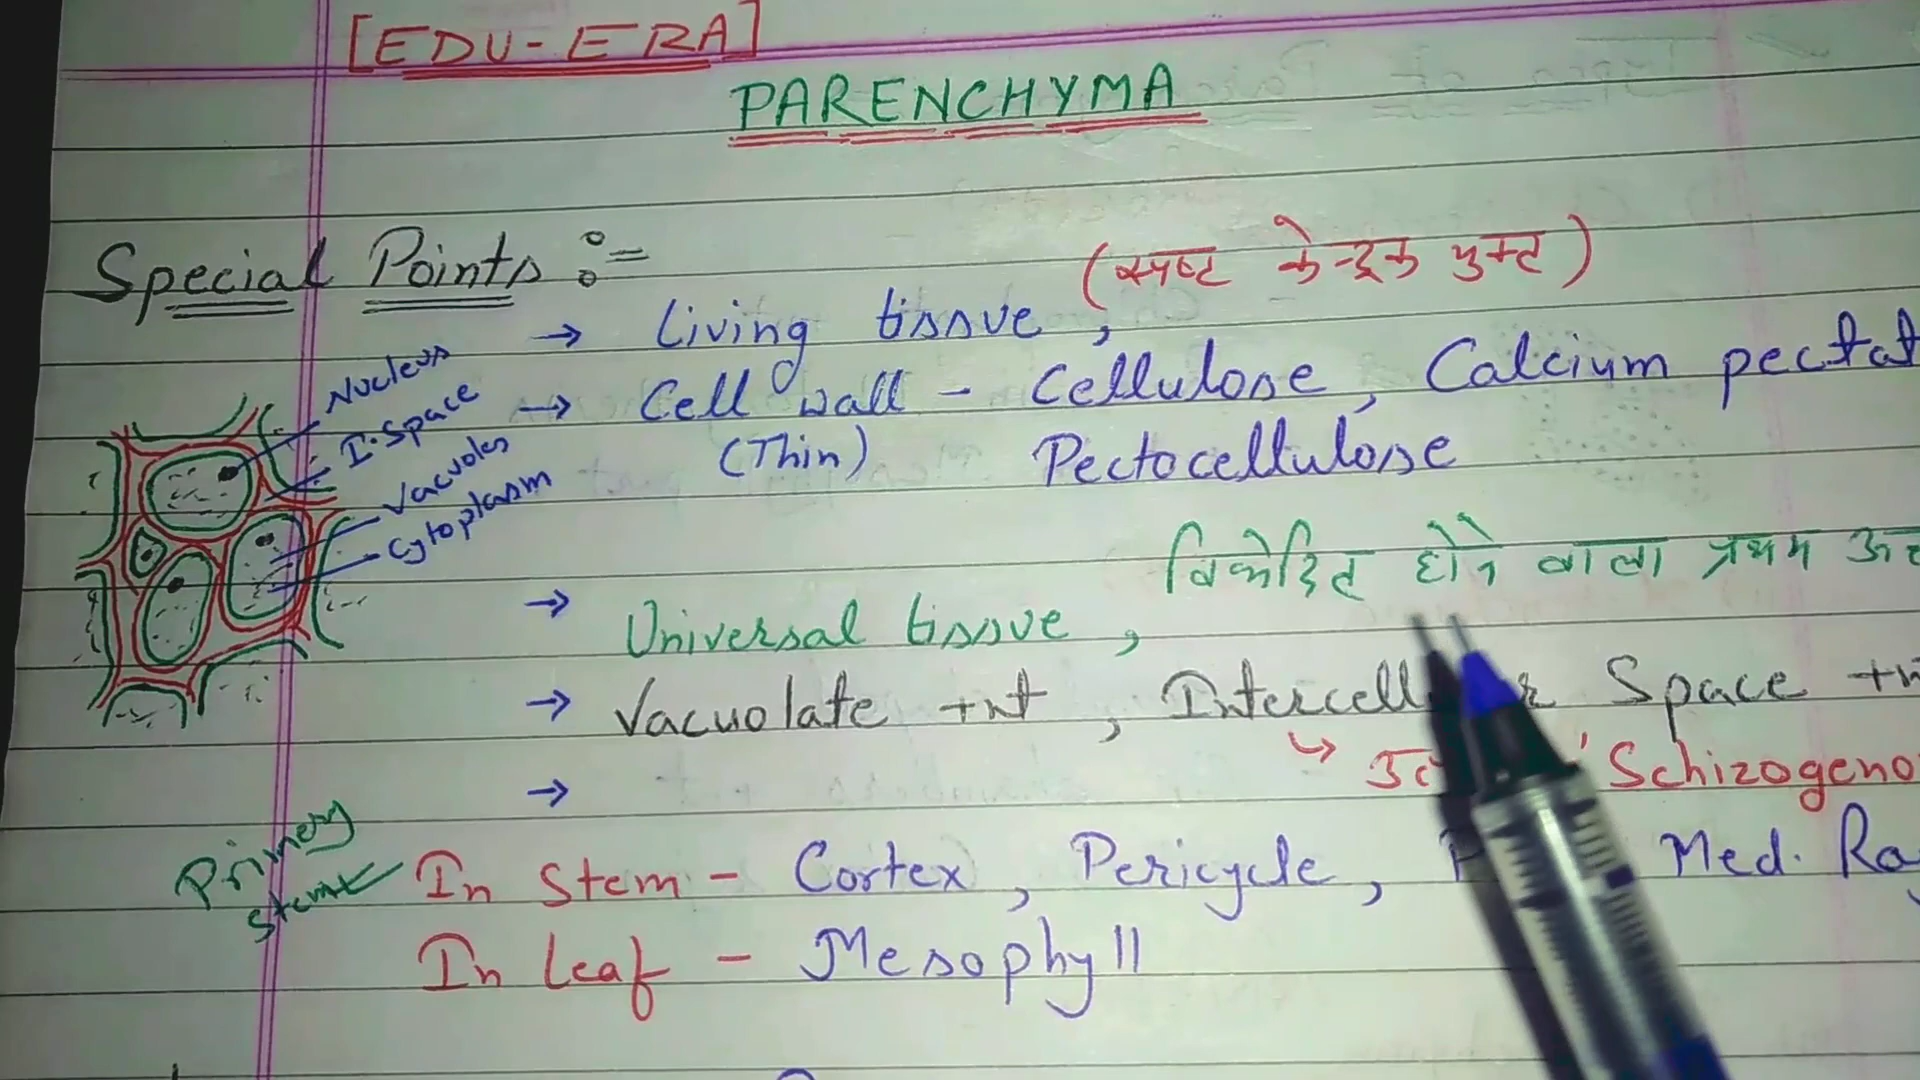 [EDU-ERA]
PARENCHYMA
Special Points :=
(स्पष्ट केन्द्रक युक्त)
→ Living tissue,
→ Cell wall - Cellulose, Calcium pectat
(Thin) Pectocellulose
Nucleus
I.Space
Vacuoles
Cytoplasm
होने वाला प्रथम
→ Universal tissue,
→ Vacuolate +nt, Space
→ Schizogeno
Primery
In Stem - Cortex, Pericycle, Med. Ra
In Leaf - Mesophyll